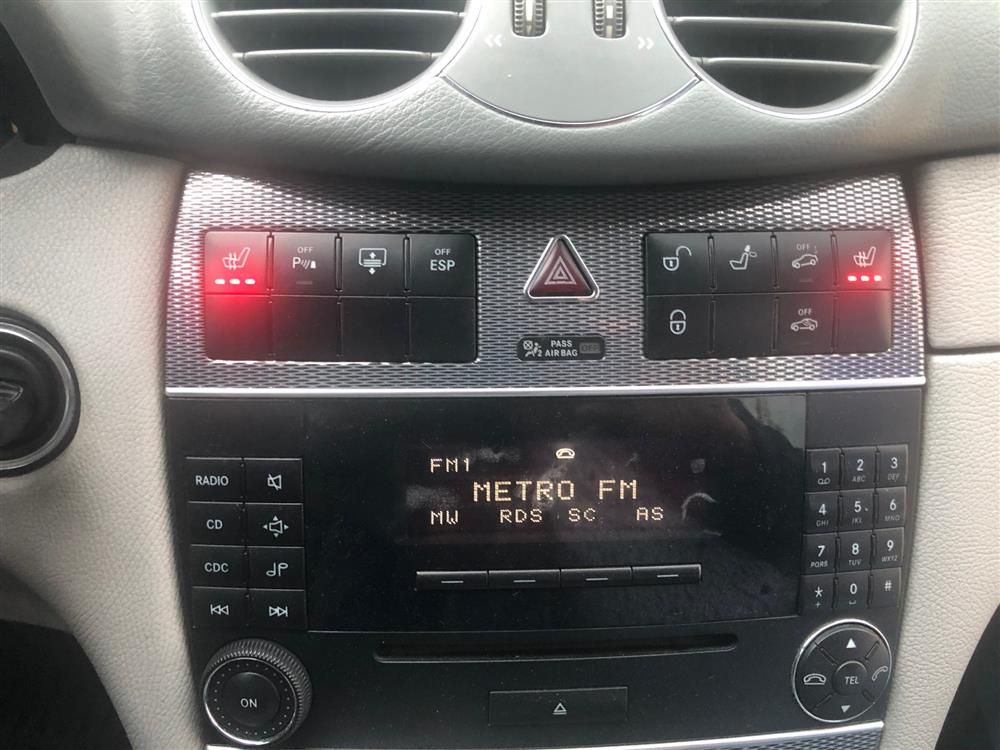 OFF
P
OFF
ESP
OFF
OFF
PASS
2 AIR BAG OFF
FM1
METRO FM
MW RDS SC AS
RADIO
CD
CDC
ON
1 2 ABC 3 DEF
4 GHI 5 JKL 6 MNO
7 PQRS 8 TUV 9 WXYZ
* + 0 #
TEL